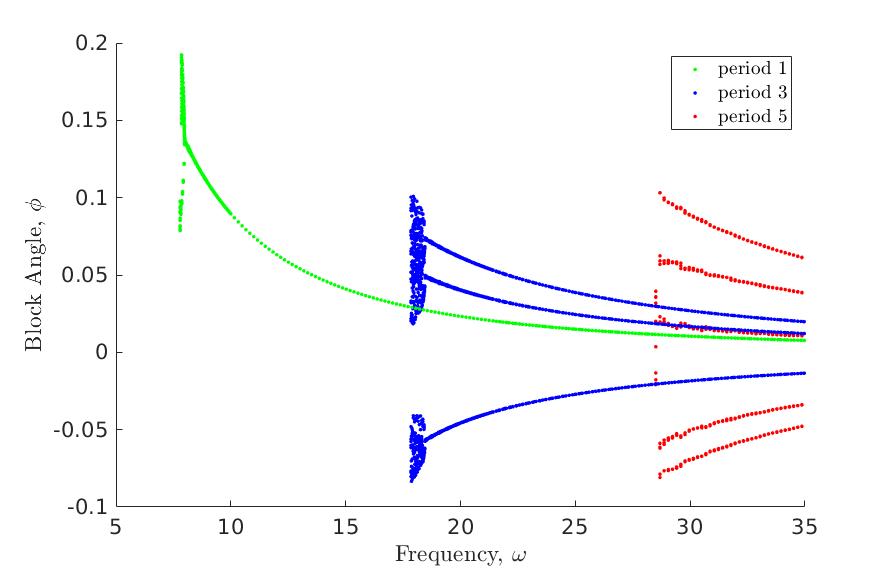 0.2
0.15
0.1
0.05
0
-0.05
-0.1
Block Angle, ϕ
period 1
period 3
period 5
5 10 15 20 25 30 35
Frequency, ω